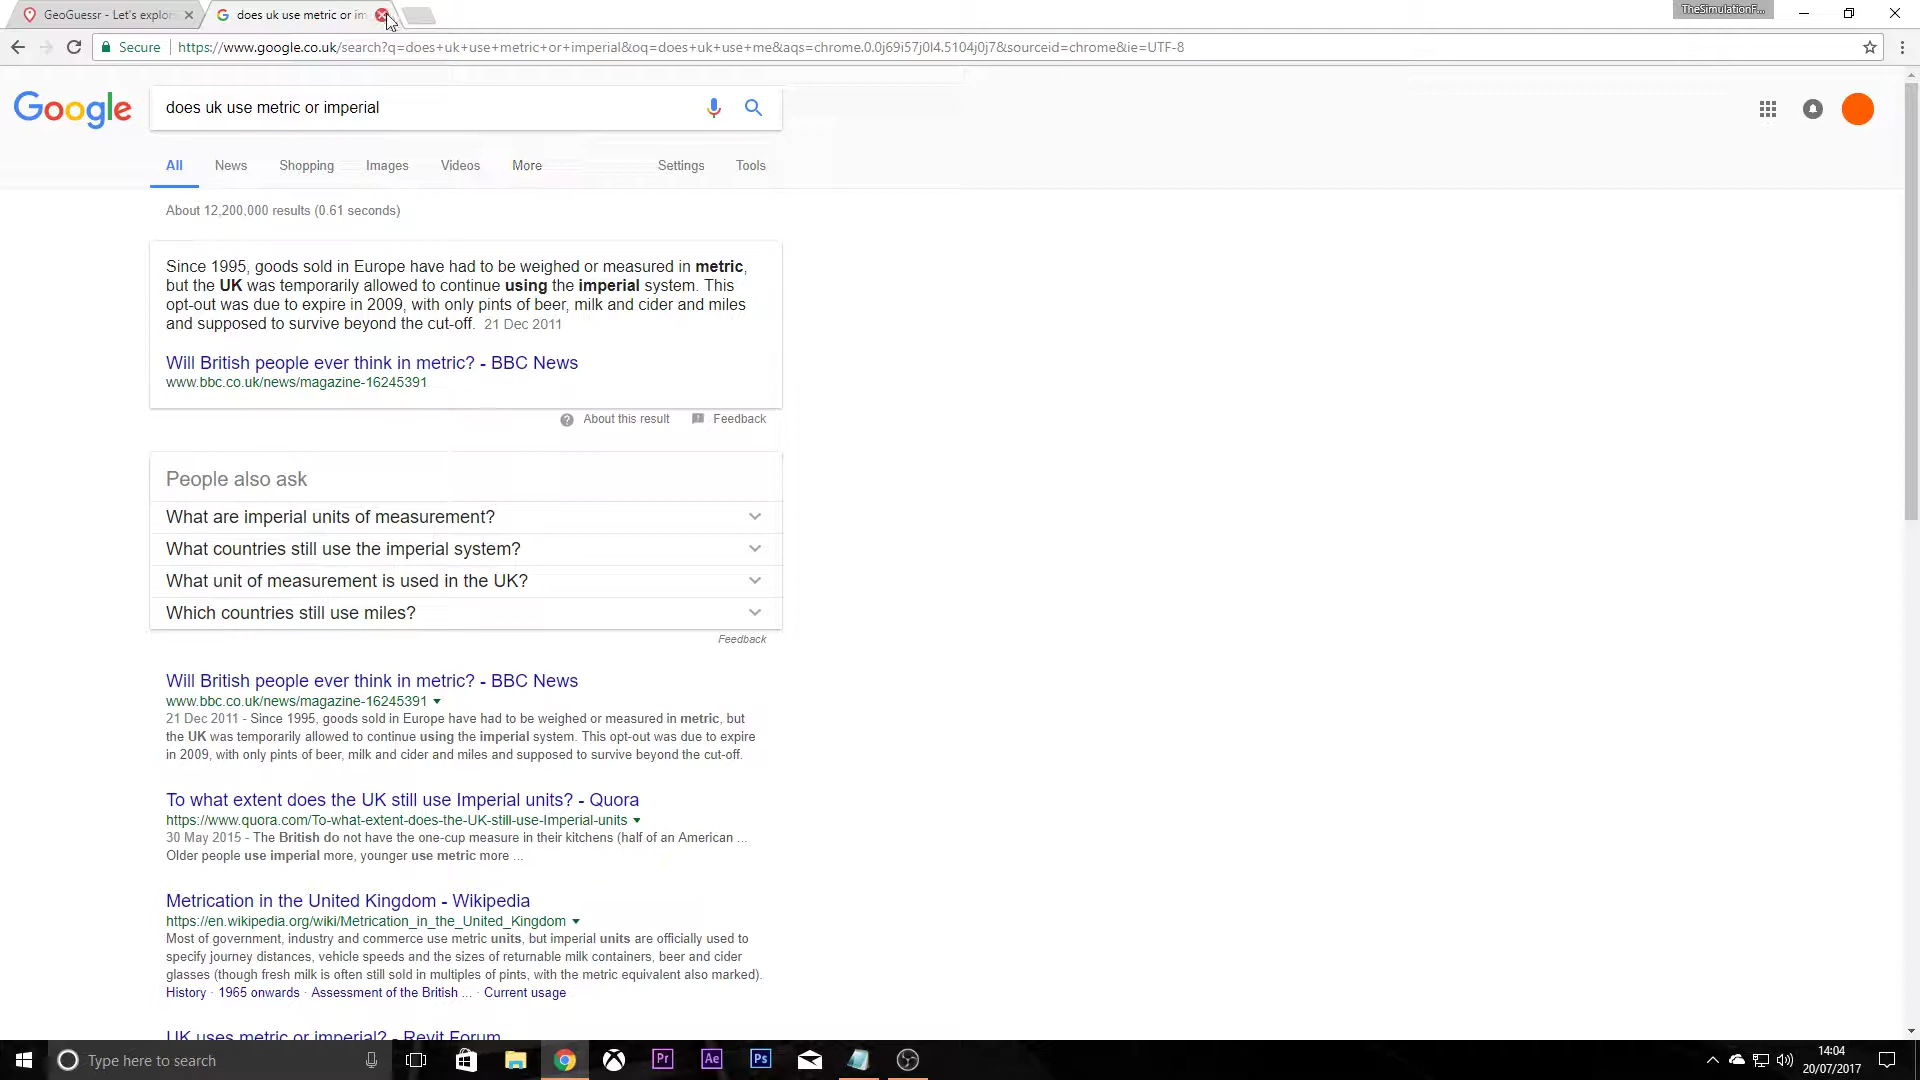 GeoGuessr - Let's explor
does uk use metric or im
TheSimulationF...
Secure
https://www.google.co.uk/search?q=does+uk+use+metric+or+imperial&oq=does+uk+use+me&aqs=chrome.0.0j69i57j0l4.5104j0j7&sourceid=chrome&ie=UTF-8
Google
does uk use metric or imperial
All News Shopping Images Videos More Settings Tools
About 12,200,000 results (0.61 seconds)
Since 1995, goods sold in Europe have had to be weighed or measured in metric,
but the UK was temporarily allowed to continue using the imperial system. This
opt-out was due to expire in 2009, with only pints of beer, milk and cider and miles
and supposed to survive beyond the cut-off. 21 Dec 2011
Will British people ever think in metric? - BBC News
www.bbc.co.uk/news/magazine-16245391
About this result Feedback
People also ask
What are imperial units of measurement?
What countries still use the imperial system?
What unit of measurement is used in the UK?
Which countries still use miles?
Feedback
Will British people ever think in metric? - BBC News
www.bbc.co.uk/news/magazine-16245391
21 Dec 2011 - Since 1995, goods sold in Europe have had to be weighed or measured in metric, but
the UK was temporarily allowed to continue using the imperial system. This opt-out was due to expire
in 2009, with only pints of beer, milk and cider and miles and supposed to survive beyond the cut-off.
To what extent does the UK still use Imperial units? - Quora
https://www.quora.com/To-what-extent-does-the-UK-still-use-Imperial-units
30 May 2015 - The British do not have the one-cup measure in their kitchens (half of an American ...
Older people use imperial more, younger use metric more ...
Metrication in the United Kingdom - Wikipedia
https://en.wikipedia.org/wiki/Metrication_in_the_United_Kingdom
Most of government, industry and commerce use metric units, but imperial units are officially used to
specify journey distances, vehicle speeds and the sizes of returnable milk containers, beer and cider
glasses (though fresh milk is often still sold in multiples of pints, with the metric equivalent also marked).
History · 1965 onwards · Assessment of the British ... · Current usage
UK uses metric or imperial? - Revit Forum
Type here to search
Pr
Ae
Ps
14:04
20/07/2017